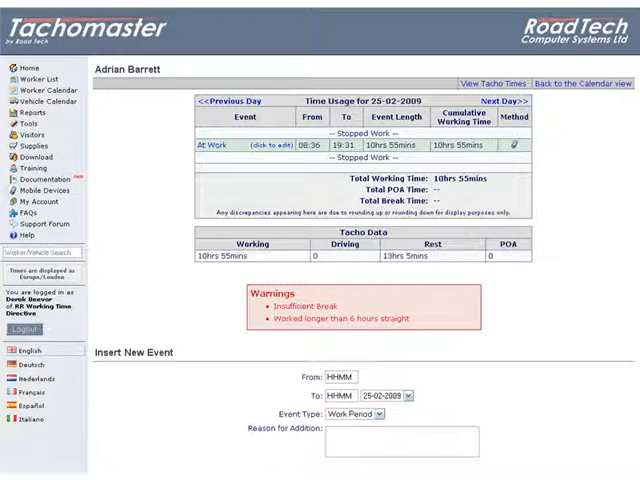 Tachomaster
by Road Tech
RoadTech
Computer Systems Ltd
Home
Worker List
Worker Calendar
Vehicle Calendar
Reports
Tools
Visitors
Supplies
Download
Training
Documentation new
Mobile Devices
My Account
FAQs
Support Forum
Help
Worker/Vehicle Search
Times are displayed as
Europe/London
You are logged in as
Derek
Beevor
of RR Working Time
Directive
Logout
English
Deutsch
Nederlands
Français
Español
Italiano
Adrian Barrett
View Tacho Times | Back to the Calendar view
<<Previous Day Time Usage for 25-02-2009 Next Day>>
Event From To Event Length Cumulative Working Time Method
-- Stopped Work --
At Work (click to edit) 08:36 19:31 10hrs 55mins 10hrs 55mins
-- Stopped Work --
Total Working Time: 10hrs 55mins
Total POA Time: --
Total Break Time: --
Any discrepancies appearing here are due to rounding up or rounding down for display purposes only.
Tacho Data
Working Driving Rest POA
10hrs 55mins 0 13hrs 5mins 0
Warnings
• Insufficient Break
• Worked longer than 6 hours straight
Insert New Event
From: HHMM
To: HHMM 25-02-2009
Event Type: Work Period
Reason for Addition: